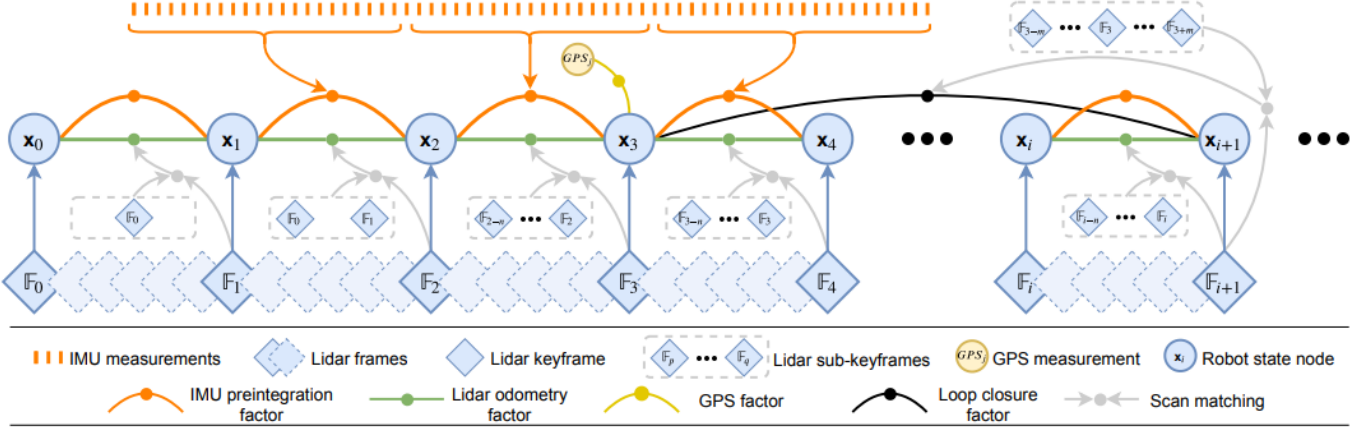 𝔽3−m ••• 𝔽3 ••• 𝔽3+m
GPSj
x0 x1 x2 x3 x4 ••• xi xi+1 •••
𝔽0 𝔽0 𝔽1 𝔽2−n ••• 𝔽2 𝔽3−n ••• 𝔽3 𝔽i−n ••• 𝔽i
𝔽0 𝔽1 𝔽2 𝔽3 𝔽4 𝔽i 𝔽i+1
IMU measurements Lidar frames Lidar keyframe 𝔽p ••• 𝔽q Lidar sub-keyframes GPSj GPS measurement xi Robot state node
IMU preintegration factor Lidar odometry factor GPS factor Loop closure factor Scan matching